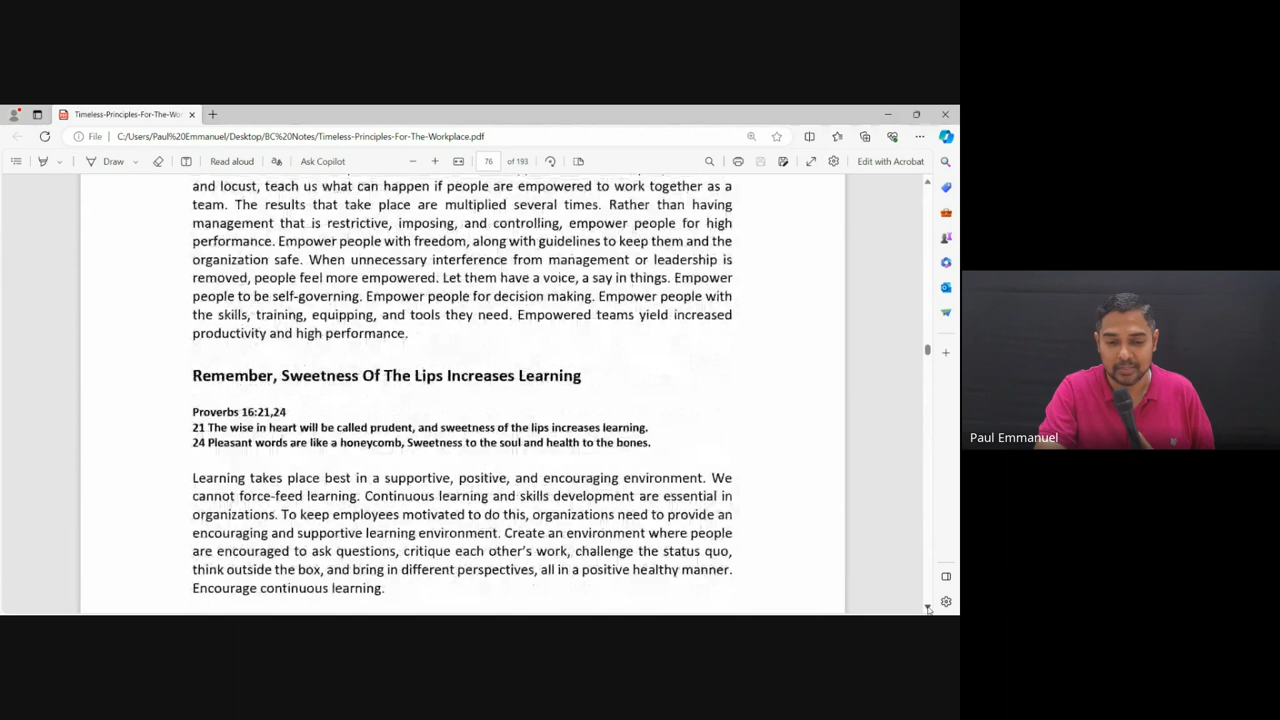 Timeless-Principles-For-The-Wor
File C:/Users/Paul%20Emmanuel/Desktop/BC%20Notes/Timeless-Principles-For-The-Workplace.pdf
Draw Read aloud Ask Copilot 76 of 193 Edit with Acrobat
and locust, teach us what can happen if people are empowered to work together as a
team. The results that take place are multiplied several times. Rather than having
management that is restrictive, imposing, and controlling, empower people for high
performance. Empower people with freedom, along with guidelines to keep them and the
organization safe. When unnecessary interference from management or leadership is
removed, people feel more empowered. Let them have a voice, a say in things. Empower
people to be self-governing. Empower people for decision making. Empower people with
the skills, training, equipping, and tools they need. Empowered teams yield increased
productivity and high performance.
Remember, Sweetness Of The Lips Increases Learning
Proverbs 16:21,24
21 The wise in heart will be called prudent, and sweetness of the lips increases learning.
24 Pleasant words are like a honeycomb, Sweetness to the soul and health to the bones.
Learning takes place best in a supportive, positive, and encouraging environment. We
cannot force-feed learning. Continuous learning and skills development are essential in
organizations. To keep employees motivated to do this, organizations need to provide an
encouraging and supportive learning environment. Create an environment where people
are encouraged to ask questions, critique each other's work, challenge the status quo,
think outside the box, and bring in different perspectives, all in a positive healthy manner.
Encourage continuous learning.
Paul Emmanuel